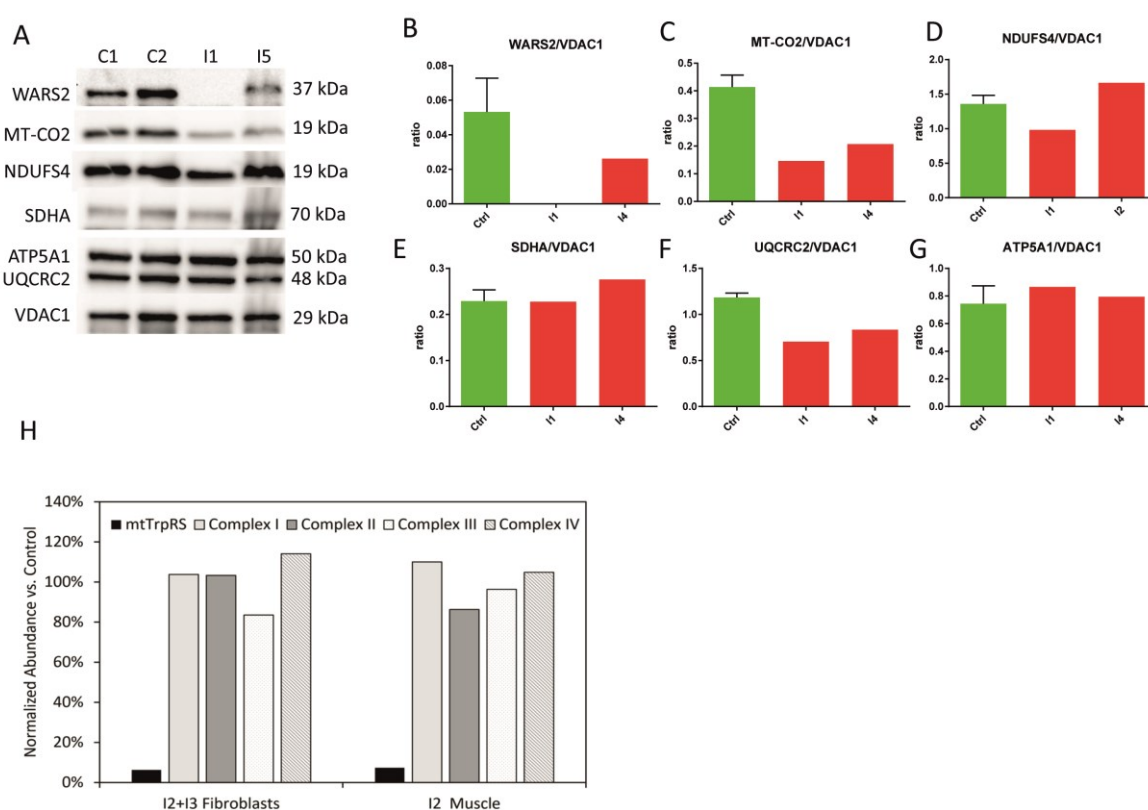 A
C1 C2 I1 I5
WARS2 37 kDa
MT-CO2 19 kDa
NDUFS4 19 kDa
SDHA 70 kDa
ATP5A1 50 kDa
UQCRC2 48 kDa
VDAC1 29 kDa
B
WARS2/VDAC1
ratio
0.08
0.06
0.04
0.02
0.00
Ctrl I1 I4
C
MT-CO2/VDAC1
ratio
0.5
0.4
0.3
0.2
0.1
0.0
Ctrl I1 I4
D
NDUFS4/VDAC1
ratio
2.0
1.5
1.0
0.5
0.0
Ctrl I1 I2
E
SDHA/VDAC1
ratio
0.3
0.2
0.1
0.0
Ctrl I1 I4
F
UQCRC2/VDAC1
ratio
1.5
1.0
0.5
0.0
Ctrl I1 I4
G
ATP5A1/VDAC1
ratio
1.0
0.8
0.6
0.4
0.2
0.0
Ctrl I1 I4
H
Normalized Abundance vs. Control
140%
120%
100%
80%
60%
40%
20%
0%
mtTrpRS Complex I Complex II Complex III Complex IV
I2+I3 Fibroblasts I2 Muscle